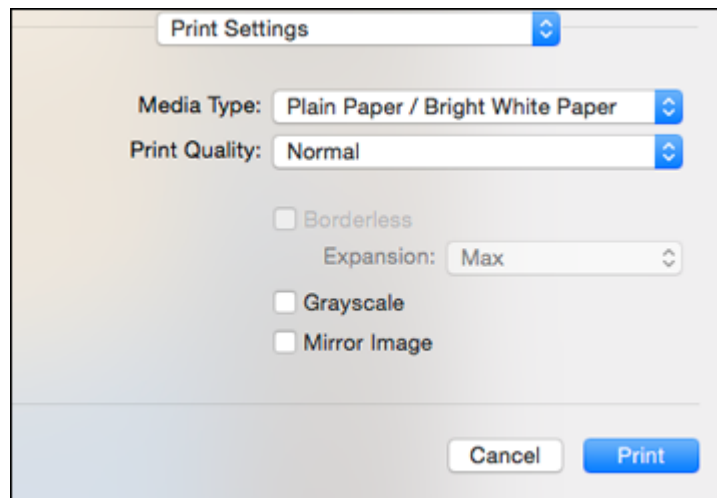 Print Settings
Media Type: Plain Paper / Bright White Paper
Print Quality: Normal
Borderless
Expansion: Max
Grayscale
Mirror Image
Cancel Print